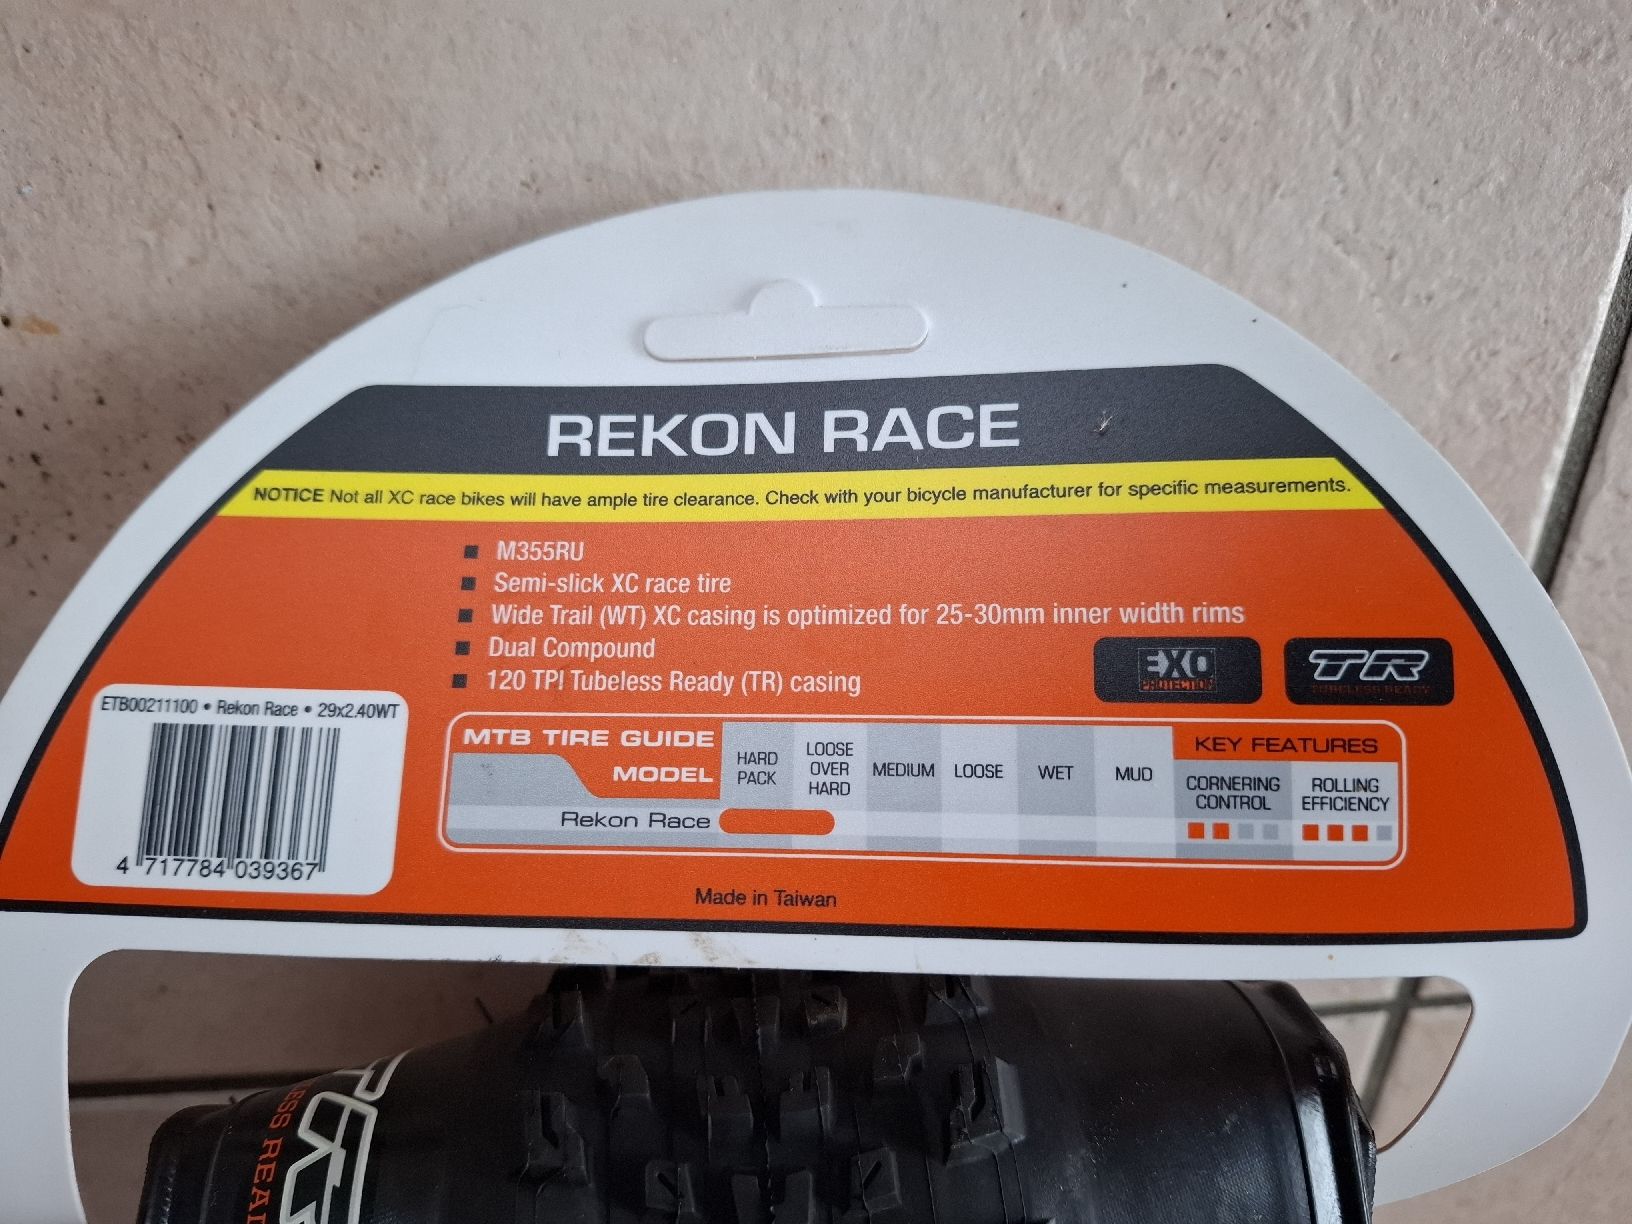 REKON RACE
NOTICE Not all XC race bikes will have ample tire clearance. Check with your bicycle manufacturer for specific measurements.
M355RU
Semi-slick XC race tire
Wide Trail (WT) XC casing is optimized for 25-30mm inner width rims
Dual Compound
120 TPI Tubeless Ready (TR) casing
EXO
PROTECTION
TR
TUBELESS READY
ETB00211100 • Rekon Race • 29x2.40WT
4 717784 039367
MTB TIRE GUIDE
MODEL
HARD
PACK
LOOSE
OVER
HARD
MEDIUM
LOOSE
WET
MUD
KEY FEATURES
CORNERING
CONTROL
ROLLING
EFFICIENCY
Rekon Race
Made in Taiwan